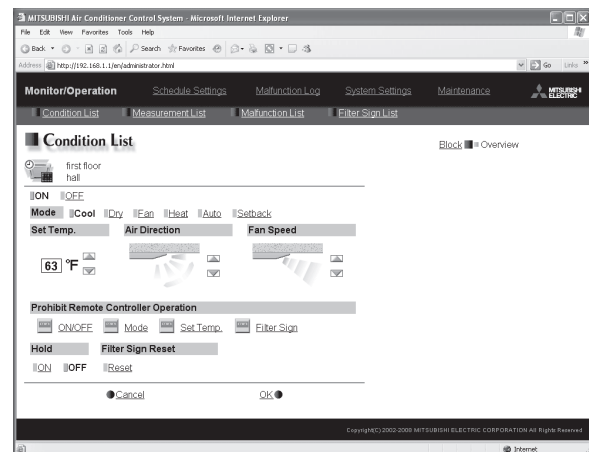 MITSUBISHI Air Conditioner Control System - Microsoft Internet Explorer
File Edit View Favorites Tools Help
Back Search Favorites
Address http://192.168.1.1/en/administrator.html Go Links »
Monitor/Operation Schedule Settings Malfunction Log System Settings Maintenance MITSUBISHI ELECTRIC
Condition List Measurement List Malfunction List Filter Sign List
Condition List
Block Overview
first floor
hall
ON OFF
Mode Cool Dry Fan Heat Auto Setback
Set Temp. Air Direction Fan Speed
63 °F
Prohibit Remote Controller Operation
ON/OFF Mode Set Temp. Filter Sign
Hold Filter Sign Reset
ON OFF Reset
Cancel OK
Copyright(C) 2002-2008 MITSUBISHI ELECTRIC CORPORATION All Rights Reserved
Internet